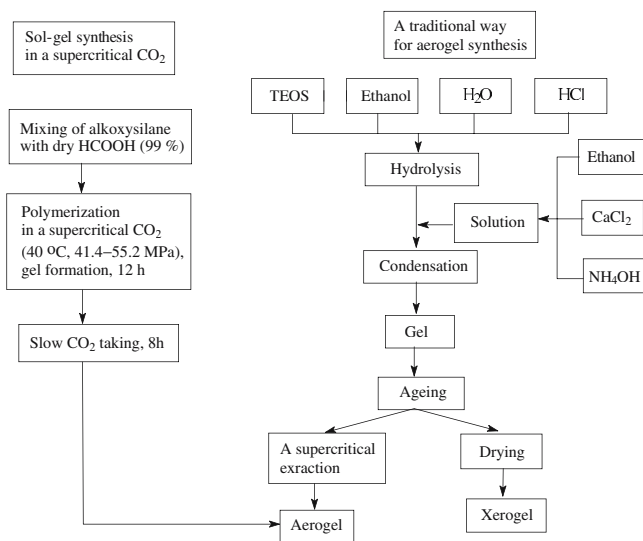 Sol-gel synthesis
in a supercritical CO2
Mixing of alkoxysilane
with dry HCOOH (99 %)
Polymerization
in a supercritical CO2
(40 ºC, 41.4–55.2 MPa),
gel formation, 12 h
Slow CO2 taking, 8h
A traditional way
for aerogel synthesis
TEOS
Ethanol
H2O
HCl
Hydrolysis
Ethanol
Solution
CaCl2
NH4OH
Condensation
Gel
Ageing
A supercritical
exraction
Drying
Aerogel
Xerogel